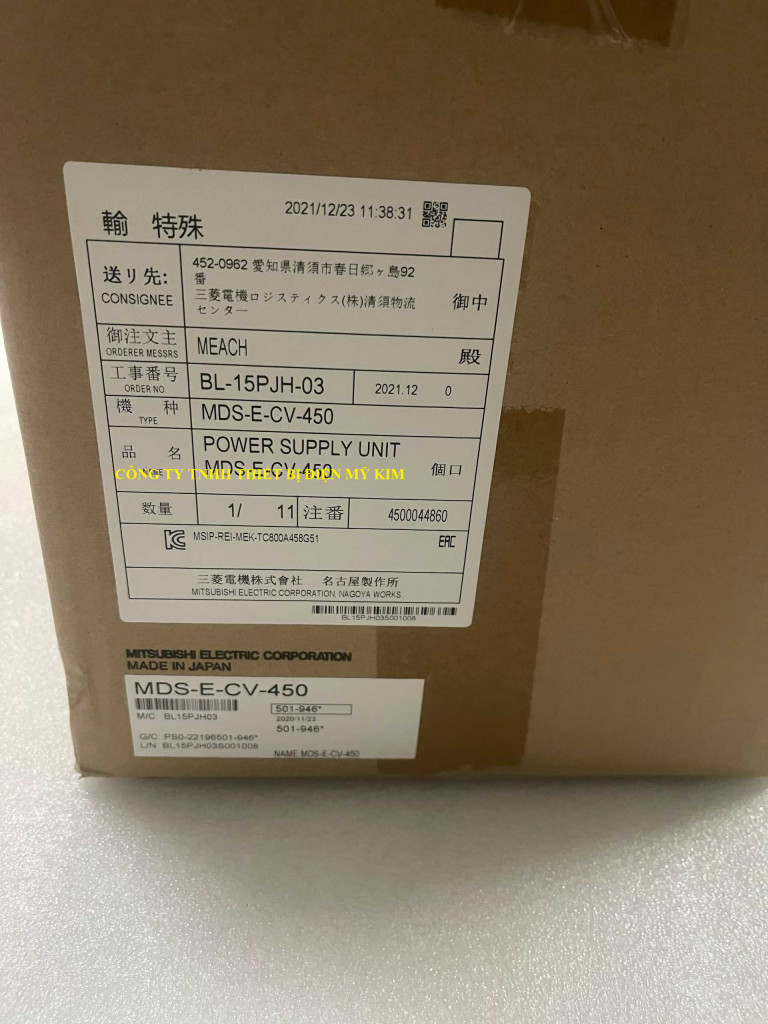 輸 特殊
2021/12/23 11:38:31
送り先:
CONSIGNEE
452-0962 愛知県清須市春日郷ヶ島92
番
三菱電機ロジスティクス(株)清須物流
センター
御中
御注文主
ORDERER MESSRS
MEACH
殿
工事番号
ORDER NO.
BL-15PJH-03
2021.12 0
機 種
TYPE
MDS-E-CV-450
品 名
POWER SUPPLY UNIT
MDS-E-CV-450
個口
CÔNG TY TNHH THIẾT BỊ ĐIỆN MỸ KIM
数量
1/ 11
注番
4500044860
MSIP-REI-MEK-TC800A458G51
EAC
三菱電機株式會社 名古屋製作所
MITSUBISHI ELECTRIC CORPORATION, NAGOYA WORKS
BL15PJH03S001008
MITSUBISHI ELECTRIC CORPORATION
MADE IN JAPAN
MDS-E-CV-450
501-946*
M/C: BL15PJH03
2020/11/23
501-946*
G/C: PS0-22196501-946*
L/N: BL15PJH03S001008
NAME MDS-E-CV-450